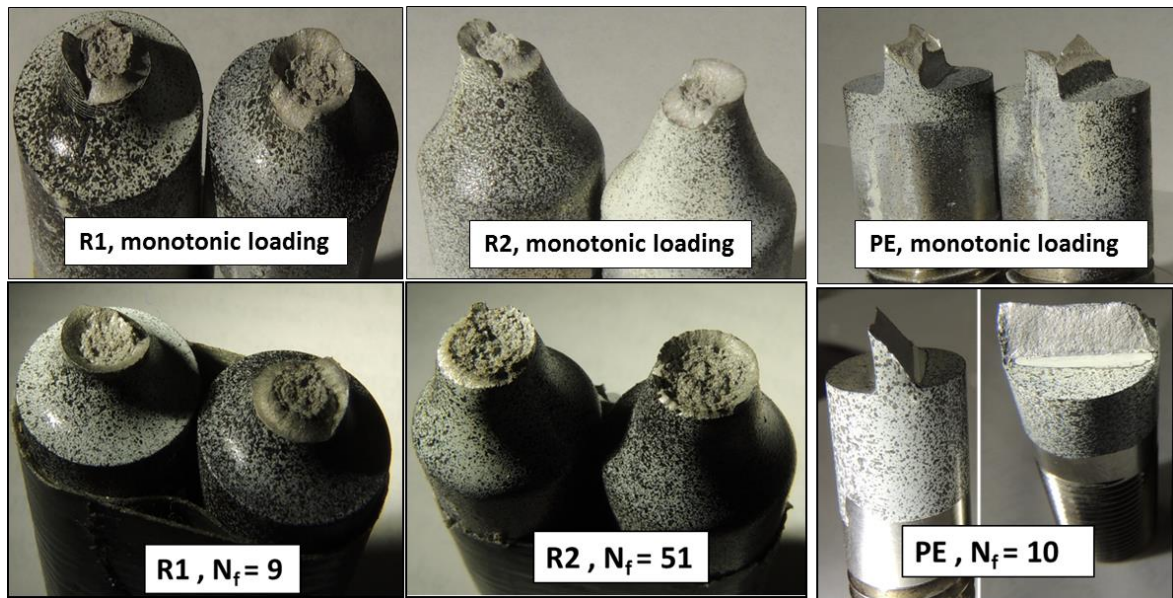 R1, monotonic loading
R2, monotonic loading
PE, monotonic loading
R1 , Nf = 9
R2 , Nf = 51
PE , Nf = 10